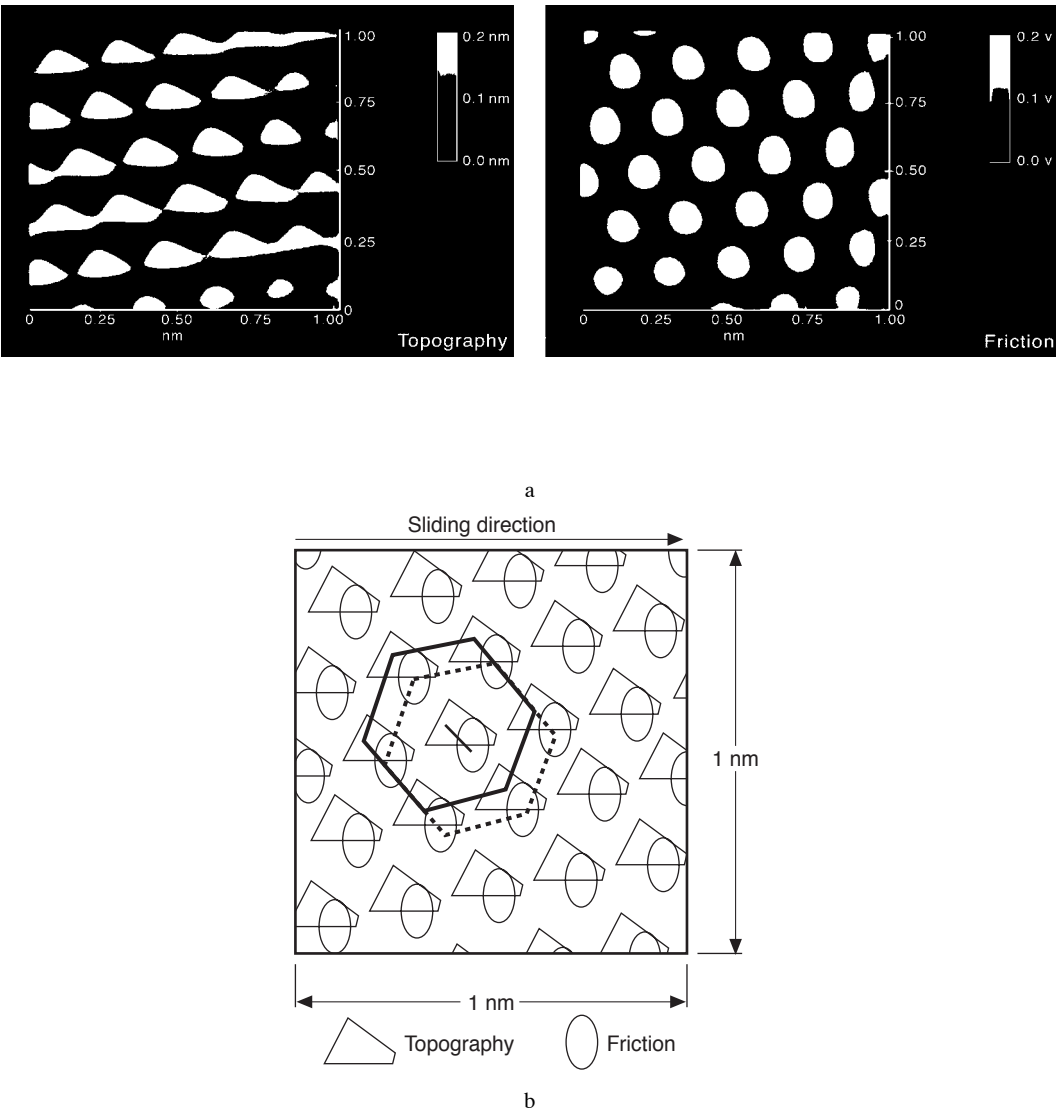 0.2 nm
0.1 nm
0.0 nm
1.00
0.75
0.50
0.25
0
0 0.25 0.50 0.75 1.00
nm
Topography
0.2 v
0.1 v
0.0 v
1.00
0.75
0.50
0.25
0
0 0.25 0.50 0.75 1.00
nm
Friction
a
Sliding direction
1 nm
1 nm
Topography Friction
b